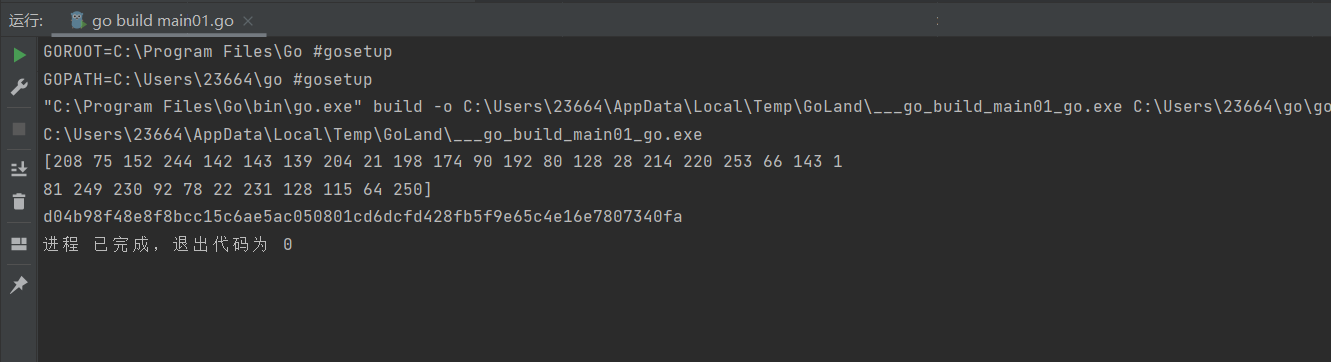 运行:
go build main01.go
GOROOT=C:\Program Files\Go #gosetup
GOPATH=C:\Users\23664\go #gosetup
"C:\Program Files\Go\bin\go.exe" build -o C:\Users\23664\AppData\Local\Temp\GoLand\___go_build_main01_go.exe C:\Users\23664\go\go
C:\Users\23664\AppData\Local\Temp\GoLand\___go_build_main01_go.exe
[208 75 152 244 142 143 139 204 21 198 174 90 192 80 128 28 214 220 253 66 143 1
81 249 230 92 78 22 231 128 115 64 250]
d04b98f48e8f8bcc15c6ae5ac050801cd6dcfd428fb5f9e65c4e16e7807340fa
进程 已完成，退出代码为 0